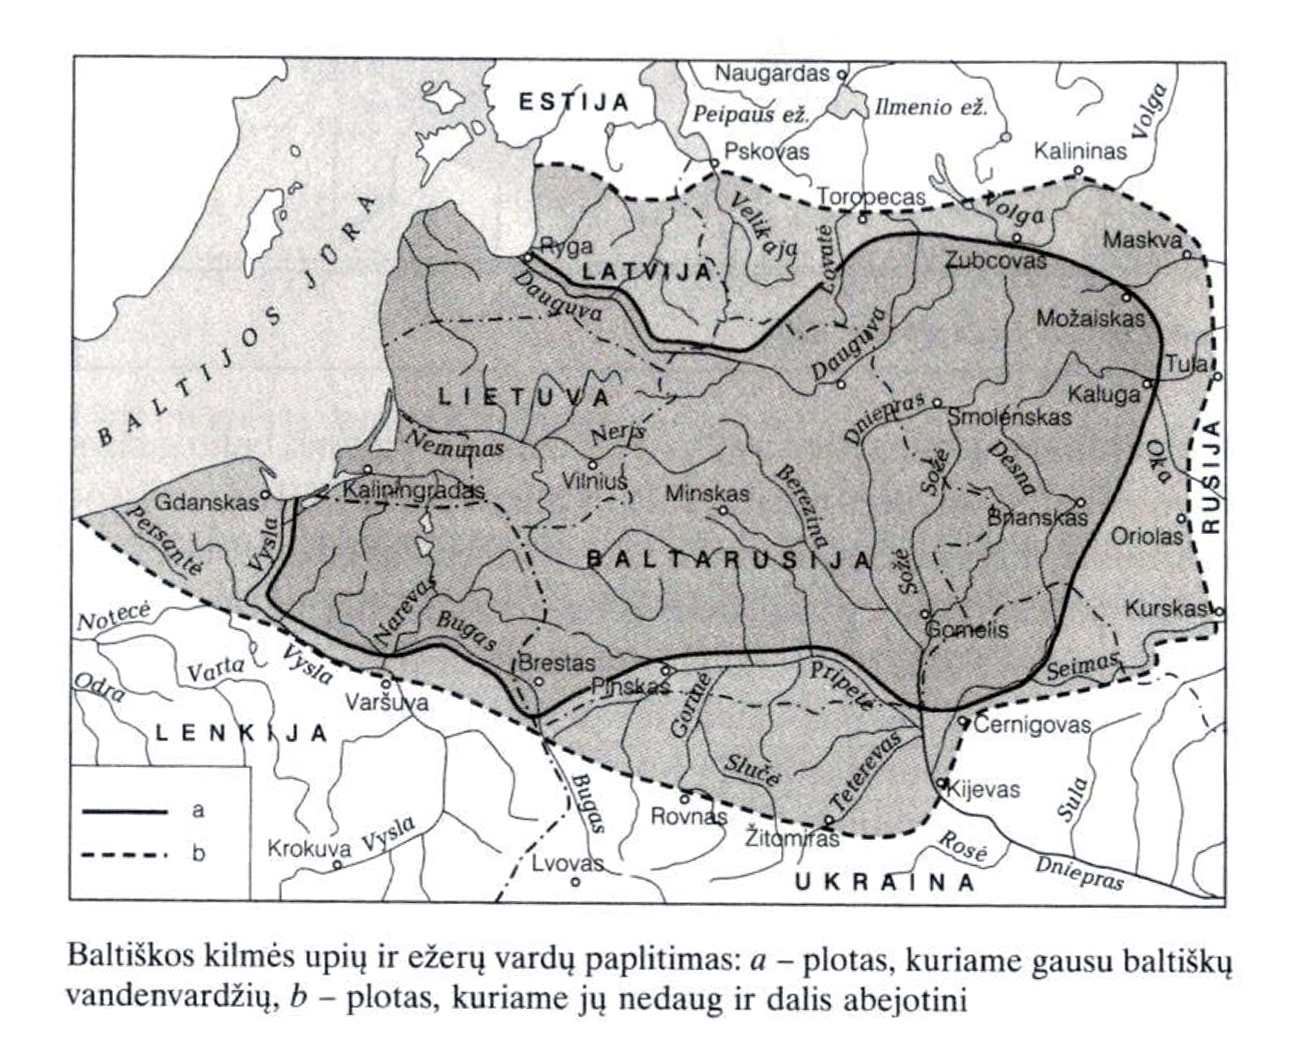 Naugardas
ESTIJA
Peipaus ež.
Ilmenio ež.
Volga
Pskovas
Kalininas
Toropecas
Volga
Velikaja
Lovatė
Maskva
Ryga
LATVIJA
Zubcovas
Dauguva
Možaiskas
BALTIJOS JŪRA
Dauguva
Tula
Kaluga
LIETUVA
Dniepras
Smolenskas
Nemunas
Neris
Oka
RUSIJA
Kaliningradas
Vilnius
Minskas
Berezina
Sožė
Desna
Gdanskas
Brianskas
Persantė
Vysla
Oriolas
BALTARUSIJA
Sožė
Narevas
Notecė
Bugas
Kurskas
Gomelis
Vysla
Varta
Brestas
Seimas
Odra
Pinskas
Pripetė
Varšuva
Gorinė
LENKIJA
Černigovas
Slučė
Teterevas
Bugas
Kijevas
Sula
a
Rovnas
Žitomiras
b
Krokuva
Vysla
Lvovas
Rosė
Dniepras
UKRAINA
Baltiškos kilmės upių ir ežerų vardų paplitimas: a – plotas, kuriame gausu baltiškų
vandenvardžių, b – plotas, kuriame jų nedaug ir dalis abejotini